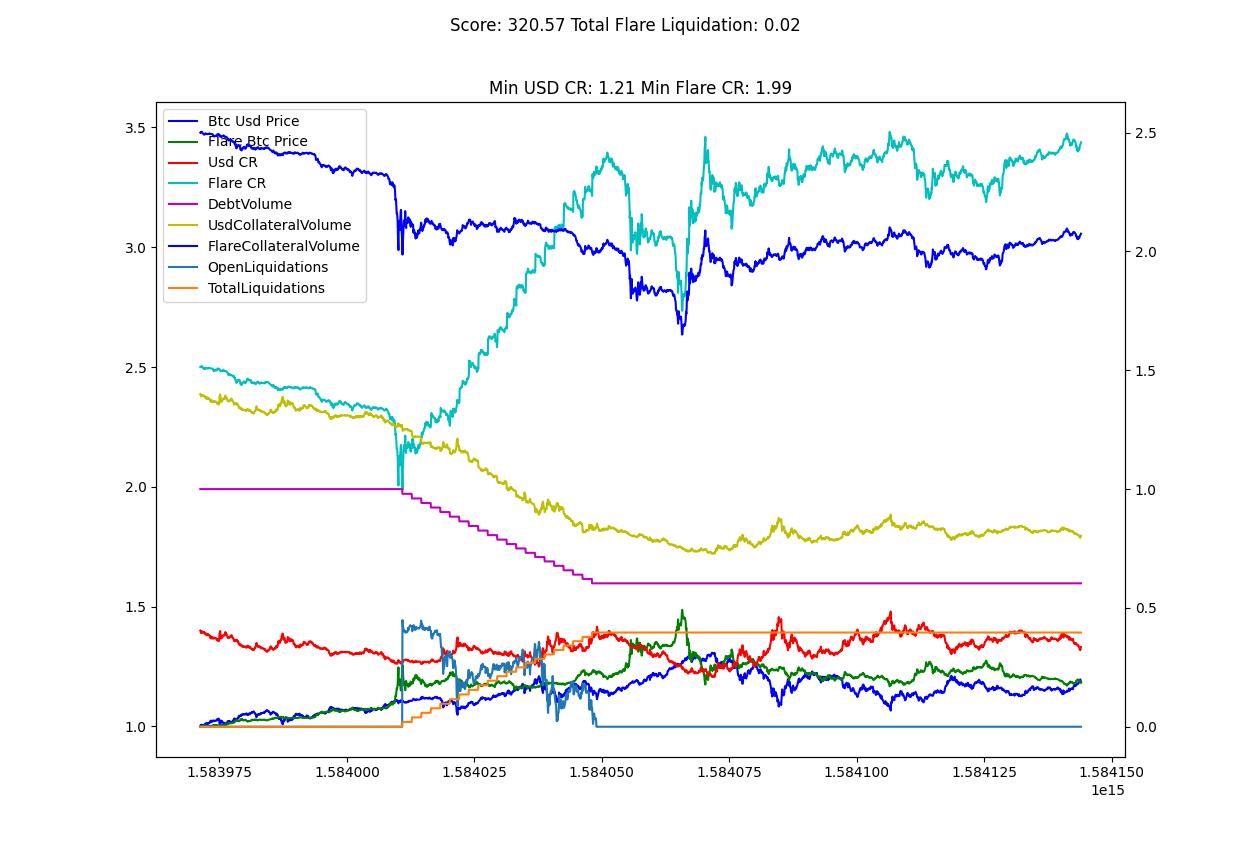 Score: 320.57 Total Flare Liquidation: 0.02
Min USD CR: 1.21 Min Flare CR: 1.99
Btc Usd Price
Flare Btc Price
Usd CR
Flare CR
DebtVolume
UsdCollateralVolume
FlareCollateralVolume
OpenLiquidations
TotalLiquidations
3.5
3.0
2.5
2.0
1.5
1.0
2.5
2.0
1.5
1.0
0.5
0.0
1.583975 1.584000 1.584025 1.584050 1.584075 1.584100 1.584125 1.584150
1e15